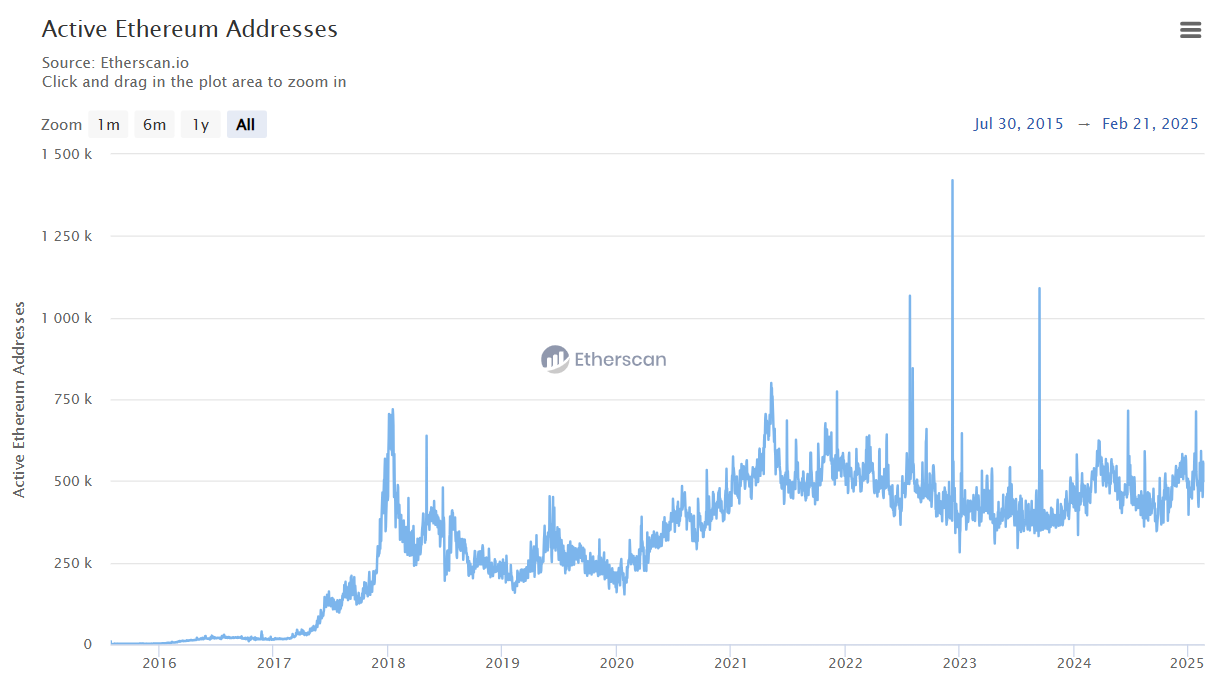 Active Ethereum Addresses
Source: Etherscan.io
Click and drag in the plot area to zoom in
Zoom 1m 6m 1y All Jul 30, 2015 → Feb 21, 2025
1 500 k
1 250 k
1 000 k
750 k
500 k
250 k
0
Active Ethereum Addresses
Etherscan
2016 2017 2018 2019 2020 2021 2022 2023 2024 2025